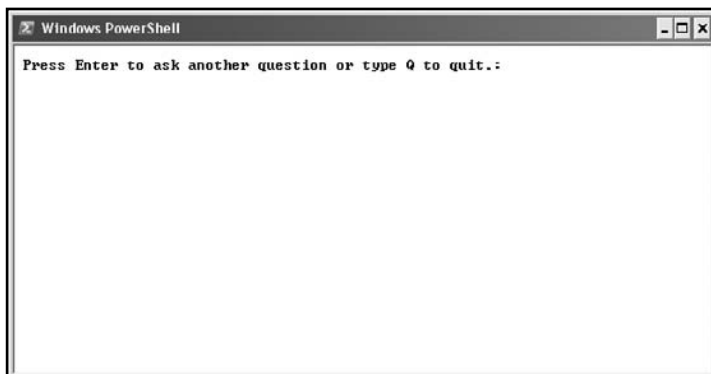 Windows PowerShell
Press Enter to ask another question or type Q to quit.: